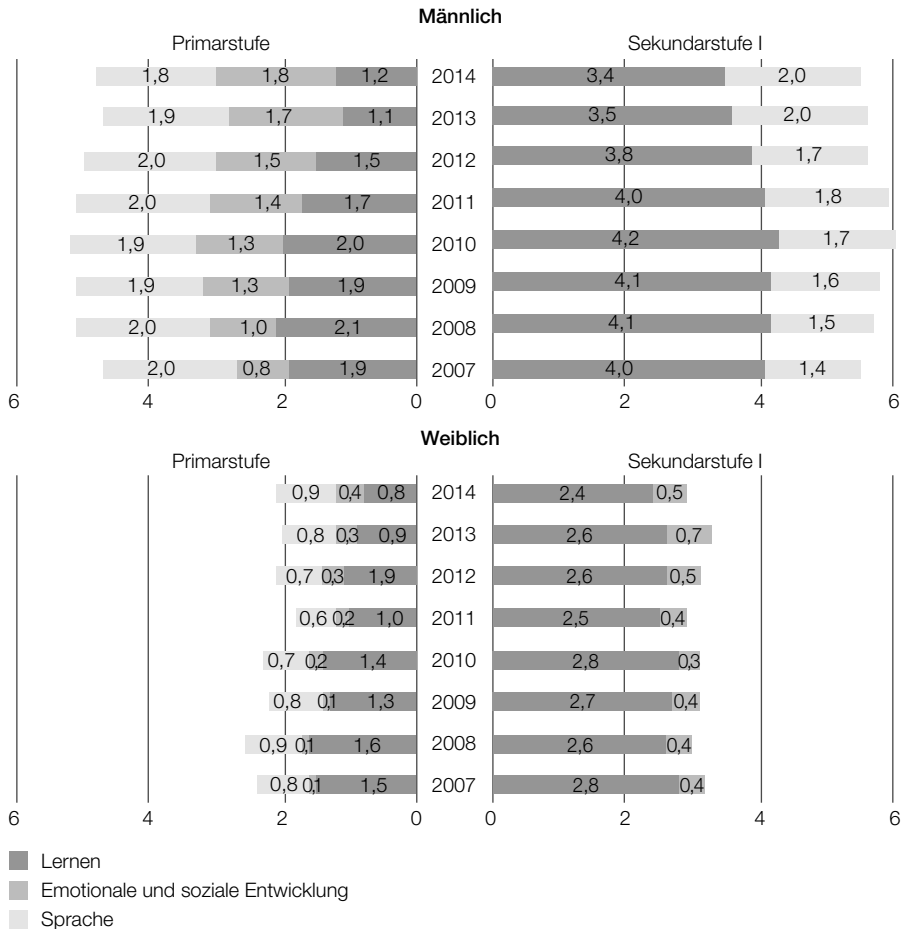 Männlich
Primarstufe Sekundarstufe I
1,8 1,8 1,2 2014 3,4 2,0
1,9 1,7 1,1 2013 3,5 2,0
2,0 1,5 1,5 2012 3,8 1,7
2,0 1,4 1,7 2011 4,0 1,8
1,9 1,3 2,0 2010 4,2 1,7
1,9 1,3 1,9 2009 4,1 1,6
2,0 1,0 2,1 2008 4,1 1,5
2,0 0,8 1,9 2007 4,0 1,4
6 4 2 0 0 2 4 6
Weiblich
Primarstufe Sekundarstufe I
0,9 0,4 0,8 2014 2,4 0,5
0,8 0,3 0,9 2013 2,6 0,7
0,7 0,3 1,9 2012 2,6 0,5
0,6 0,2 1,0 2011 2,5 0,4
0,7 0,2 1,4 2010 2,8 0,3
0,8 0,1 1,3 2009 2,7 0,4
0,9 0,1 1,6 2008 2,6 0,4
0,8 0,1 1,5 2007 2,8 0,4
6 4 2 0 0 2 4 6
Lernen
Emotionale und soziale Entwicklung
Sprache